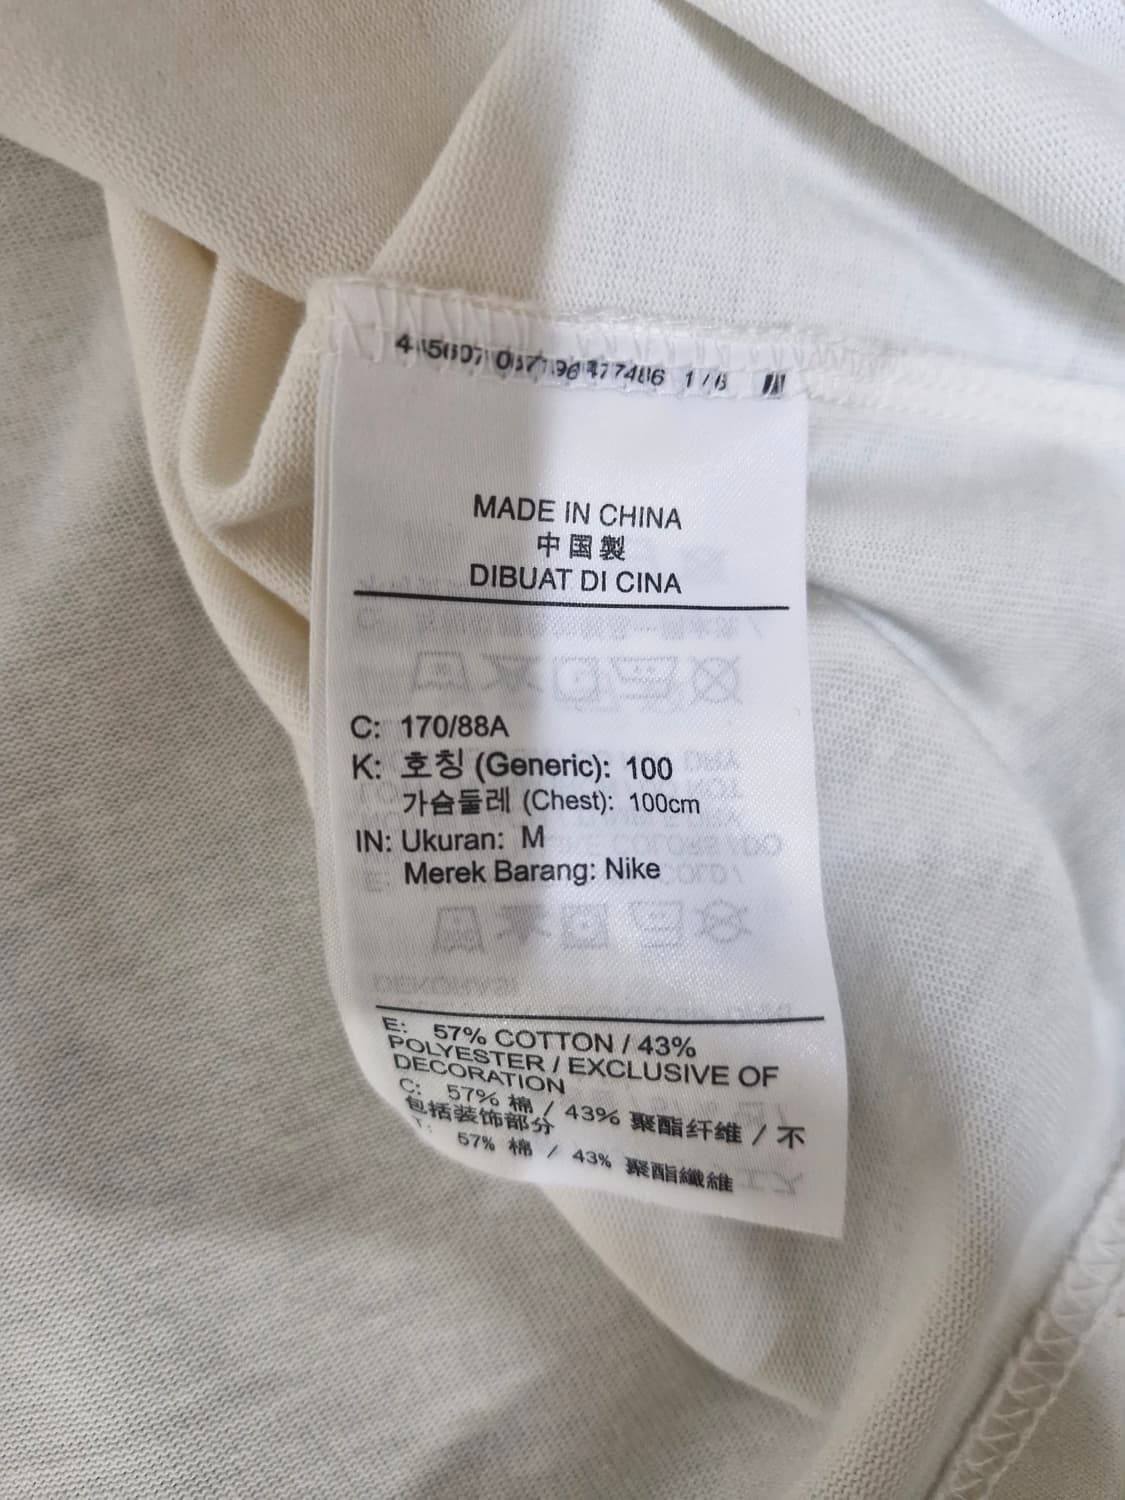 1 / 8
MADE IN CHINA
中国製
DIBUAT DI CINA
C: 170/88A
K: 호칭 (Generic): 100
가슴둘레 (Chest): 100cm
IN: Ukuran: M
Merek Barang: Nike
E: 57% COTTON / 43%
POLYESTER / EXCLUSIVE OF
DECORATION
C: 57% 棉 / 43% 聚酯纤维 / 不
包括装饰部分
T: 57% 棉 / 43% 聚酯纖維